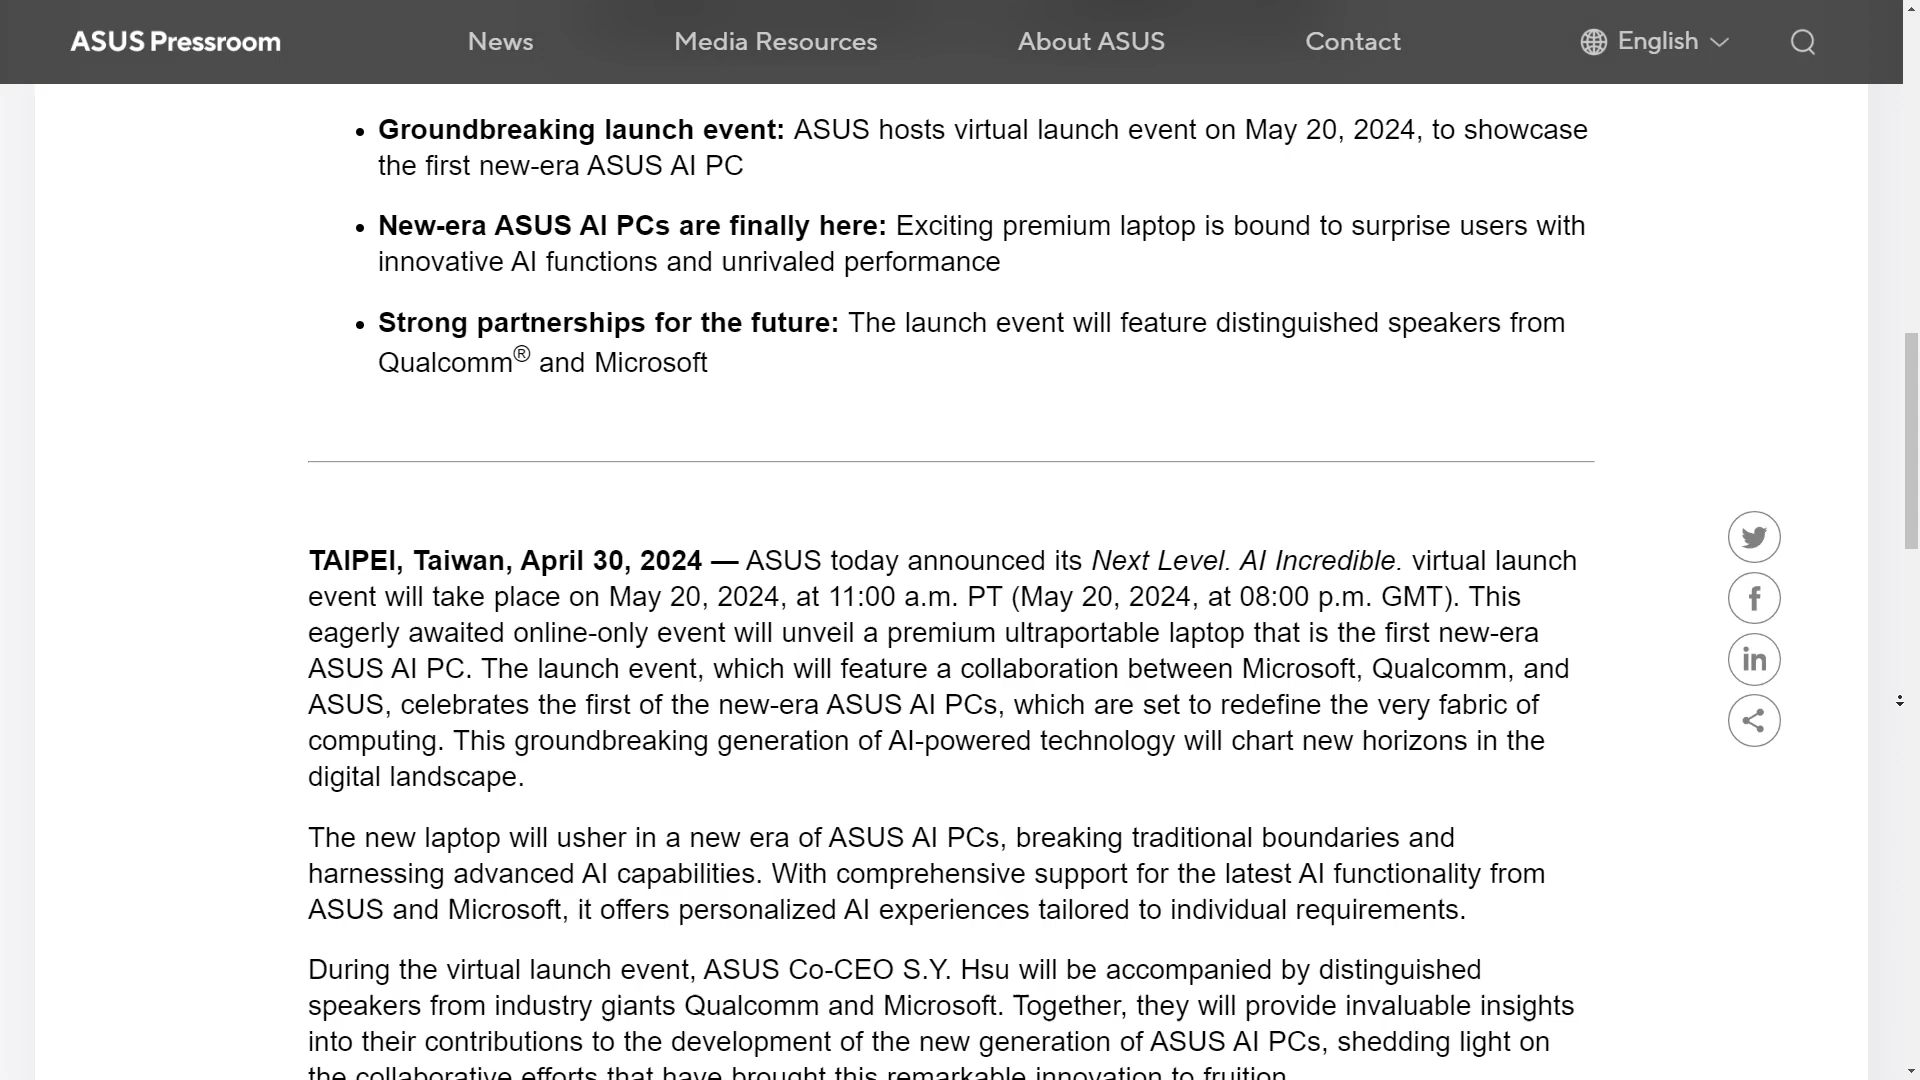 ASUS Pressroom
News
Media Resources
About ASUS
Contact
English
• Groundbreaking launch event: ASUS hosts virtual launch event on May 20, 2024, to showcase
the first new-era ASUS AI PC
• New-era ASUS AI PCs are finally here: Exciting premium laptop is bound to surprise users with
innovative AI functions and unrivaled performance
• Strong partnerships for the future: The launch event will feature distinguished speakers from
Qualcomm® and Microsoft
TAIPEI, Taiwan, April 30, 2024 — ASUS today announced its Next Level. AI Incredible. virtual launch
event will take place on May 20, 2024, at 11:00 a.m. PT (May 20, 2024, at 08:00 p.m. GMT). This
eagerly awaited online-only event will unveil a premium ultraportable laptop that is the first new-era
ASUS AI PC. The launch event, which will feature a collaboration between Microsoft, Qualcomm, and
ASUS, celebrates the first of the new-era ASUS AI PCs, which are set to redefine the very fabric of
computing. This groundbreaking generation of AI-powered technology will chart new horizons in the
digital landscape.
The new laptop will usher in a new era of ASUS AI PCs, breaking traditional boundaries and
harnessing advanced AI capabilities. With comprehensive support for the latest AI functionality from
ASUS and Microsoft, it offers personalized AI experiences tailored to individual requirements.
During the virtual launch event, ASUS Co-CEO S.Y. Hsu will be accompanied by distinguished
speakers from industry giants Qualcomm and Microsoft. Together, they will provide invaluable insights
into their contributions to the development of the new generation of ASUS AI PCs, shedding light on
the collaborative efforts that have brought this remarkable innovation to fruition.